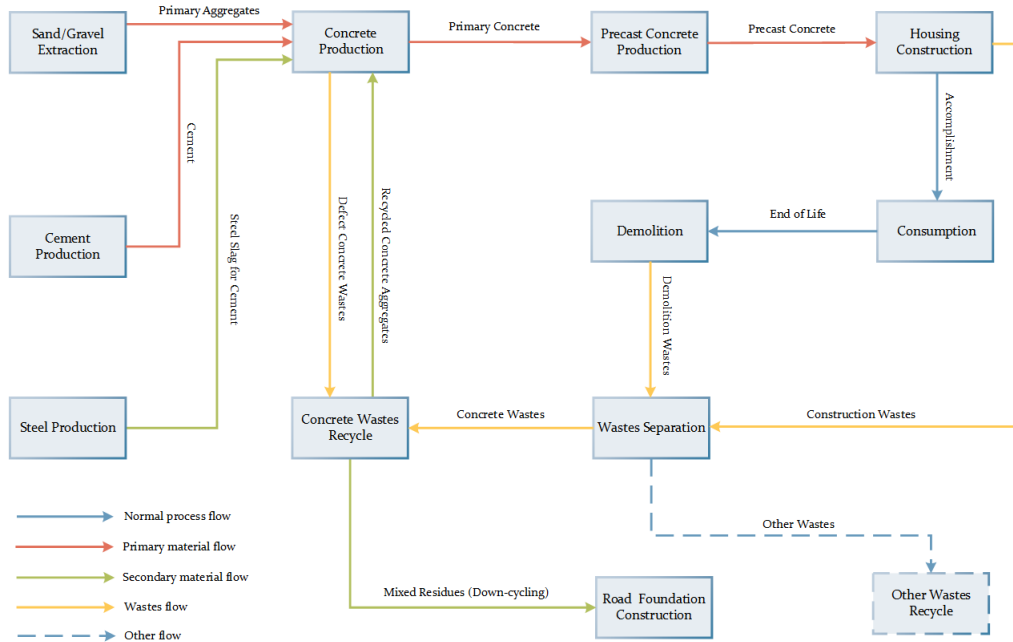 Primary Aggregates
Sand/Gravel
Extraction
Concrete
Production
Primary Concrete
Precast Concrete
Production
Precast Concrete
Housing
Construction
Cement
Accomplishment
Cement
Production
Steel Slag for
Cement
Defect Concrete Wastes
Recycled Concrete Aggregates
Demolition
End of Life
Consumption
Demolition Wastes
Steel Production
Concrete Wastes
Recycle
Concrete Wastes
Wastes Separation
Construction Wastes
Normal process flow
Primary material flow
Secondary material flow
Wastes flow
Other flow
Other Wastes
Mixed Residues (Down-cycling)
Road Foundation
Construction
Other Wastes
Recycle